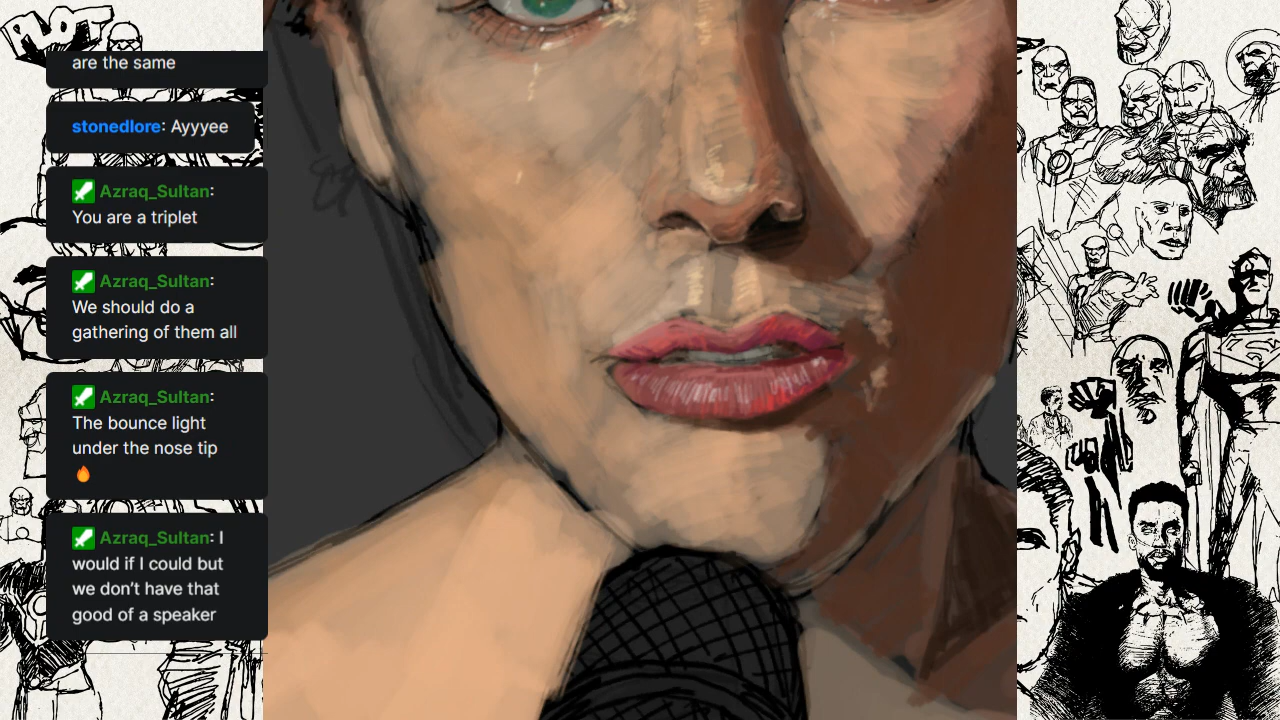 PLOT
are the same
stonedlore: Ayyyee
Azraq_Sultan:
You are a triplet
Azraq_Sultan:
We should do a
gathering of them all
Azraq_Sultan:
The bounce light
under the nose tip
🔥
Azraq_Sultan: I
would if I could but
we don’t have that
good of a speaker